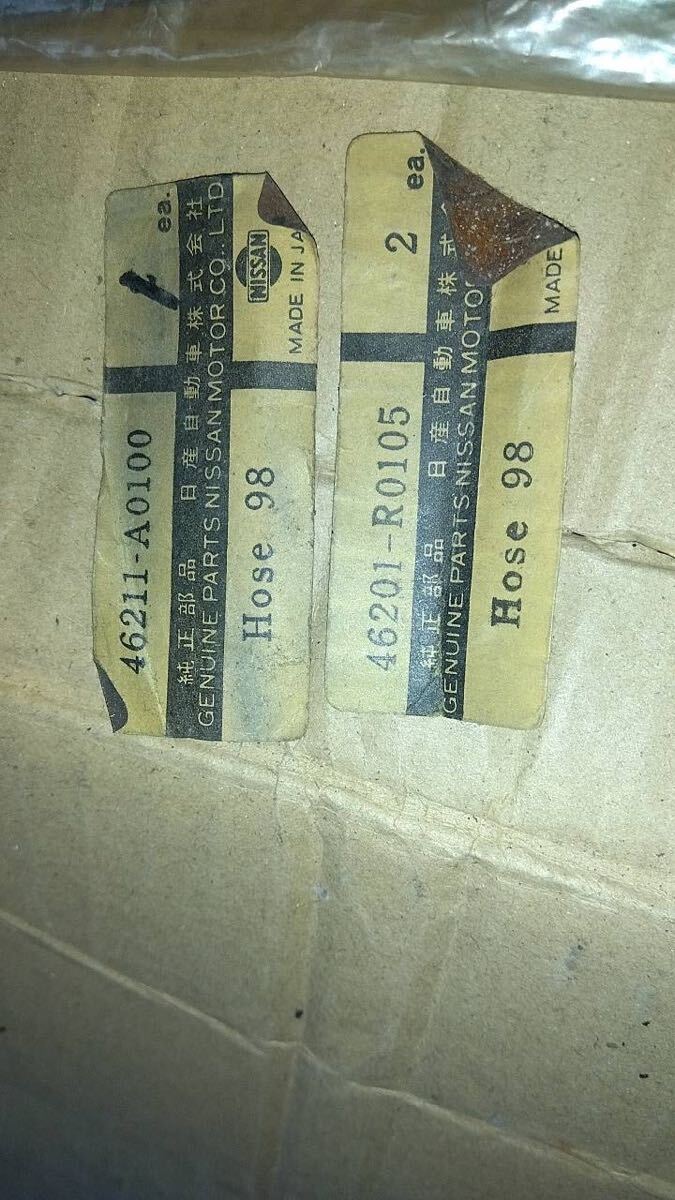 46211-A0100
1 ea.
純正部品 日産自動車株式会社
GENUINE PARTS NISSAN MOTOR CO., LTD
Hose 98
NISSAN
MADE IN JA
46201-R0105
2 ea.
純正部品 日産自動車株式
GENUINE PARTS NISSAN MOTO
Hose 98
MADE